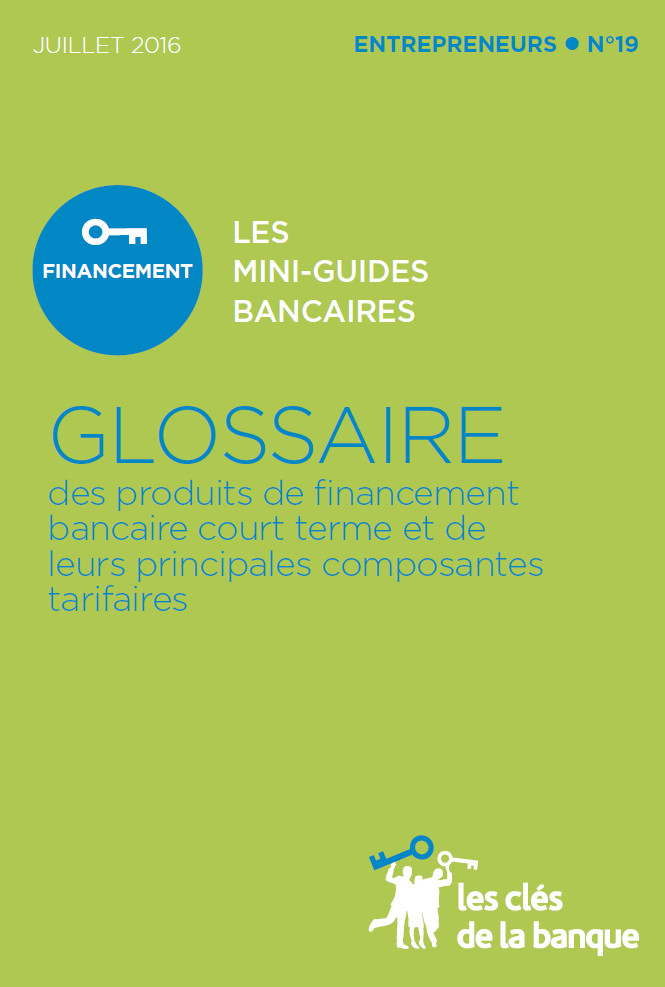 JUILLET 2016
ENTREPRENEURS ● N°19
FINANCEMENT
LES
MINI-GUIDES
BANCAIRES
GLOSSAIRE
des produits de financement
bancaire court terme et de
leurs principales composantes
tarifaires
les clés
de la banque